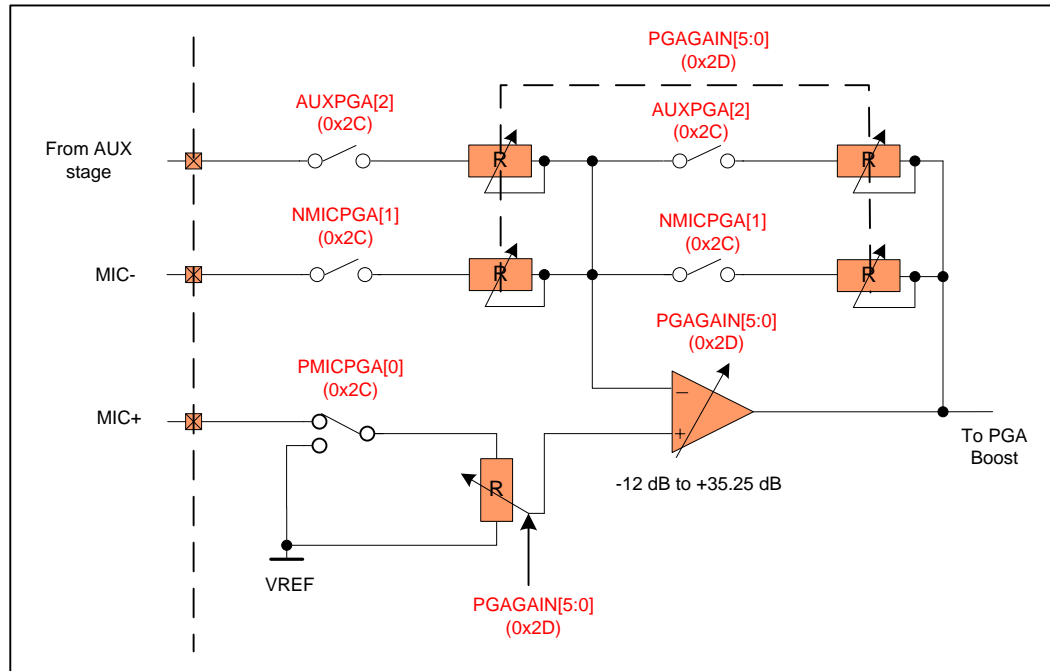 PGAGAIN[5:0]
(0x2D)
AUXPGA[2]
(0x2C)
AUXPGA[2]
(0x2C)
From AUX
stage
R
R
NMICPGA[1]
(0x2C)
NMICPGA[1]
(0x2C)
MIC-
R
R
PGAGAIN[5:0]
(0x2D)
PMICPGA[0]
(0x2C)
MIC+
−
+
To PGA
Boost
-12 dB to +35.25 dB
R
VREF
PGAGAIN[5:0]
(0x2D)